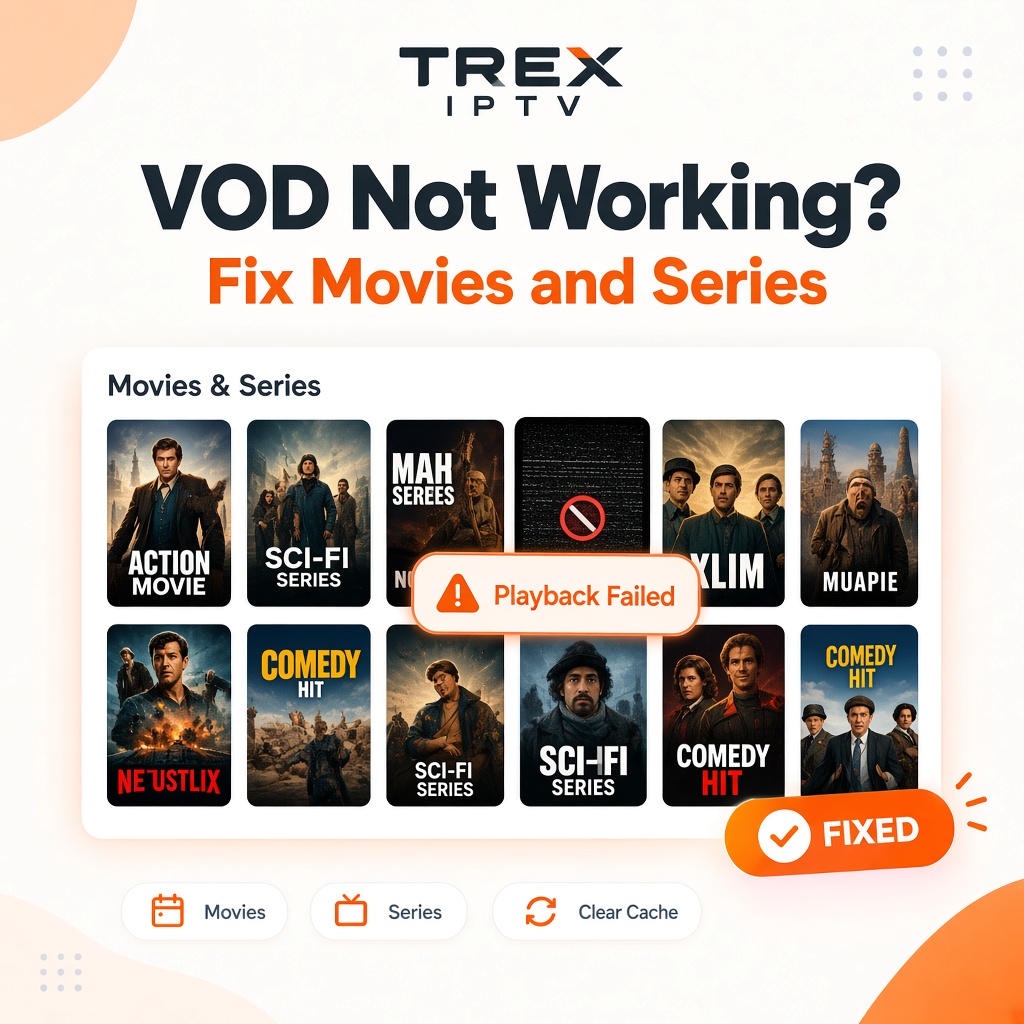 TREX
IPTV
VOD Not Working?
Fix Movies and Series
Movies & Series
ACTION
MOVIE
SCI-FI
SERIES
MAH
SEREES
Playback Failed
XLIM
MUAPIE
COMEDY
HIT
SCI-FI
SERIES
SCI-FI
SERIES
COMEDY
HIT
COMEDY
HIT
FIXED
Movies
Series
Clear Cache